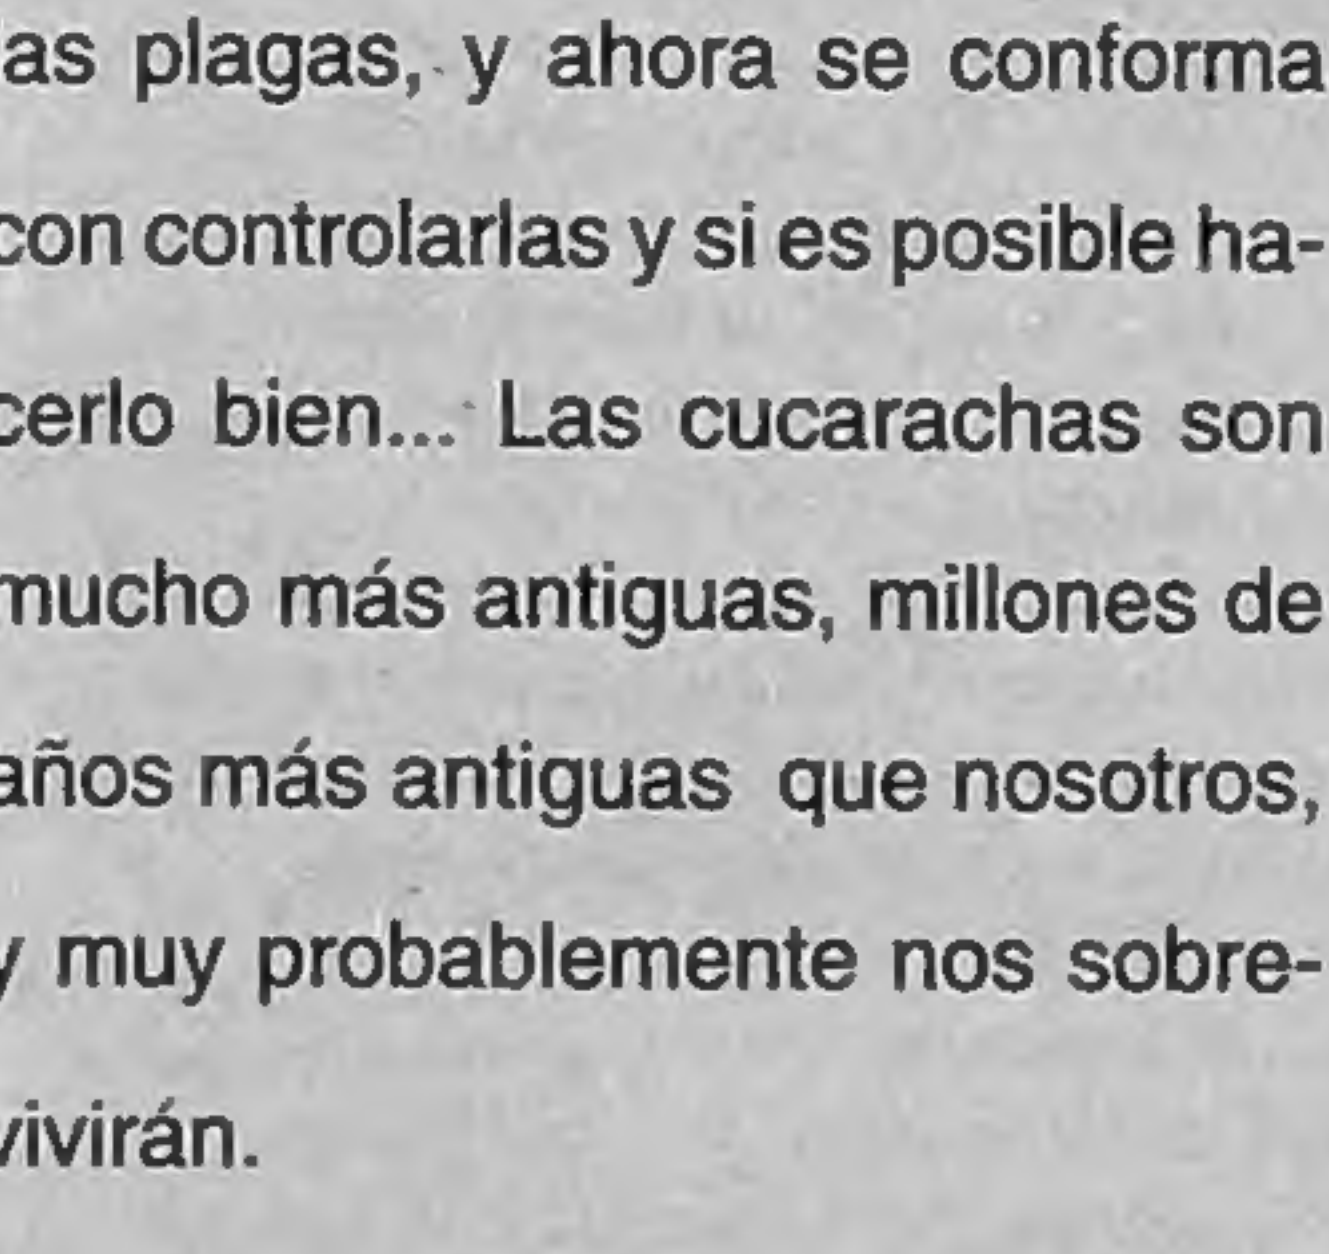 las plagas, y ahora se conforma
con controlarlas y si es posible ha-
cerlo bien... Las cucarachas son
mucho más antiguas, millones de
años más antiguas que nosotros,
y muy probablemente nos sobre-
vivirán.